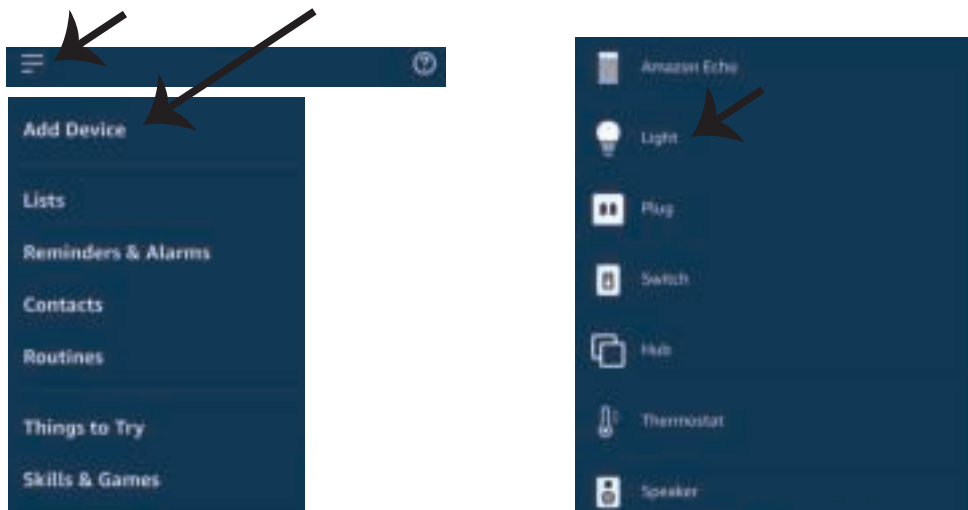 Add Device
Lists
Reminders & Alarms
Contacts
Routines
Things to Try
Skills & Games
Amazon Echo
Light
Plug
Switch
Hub
Thermostat
Speaker